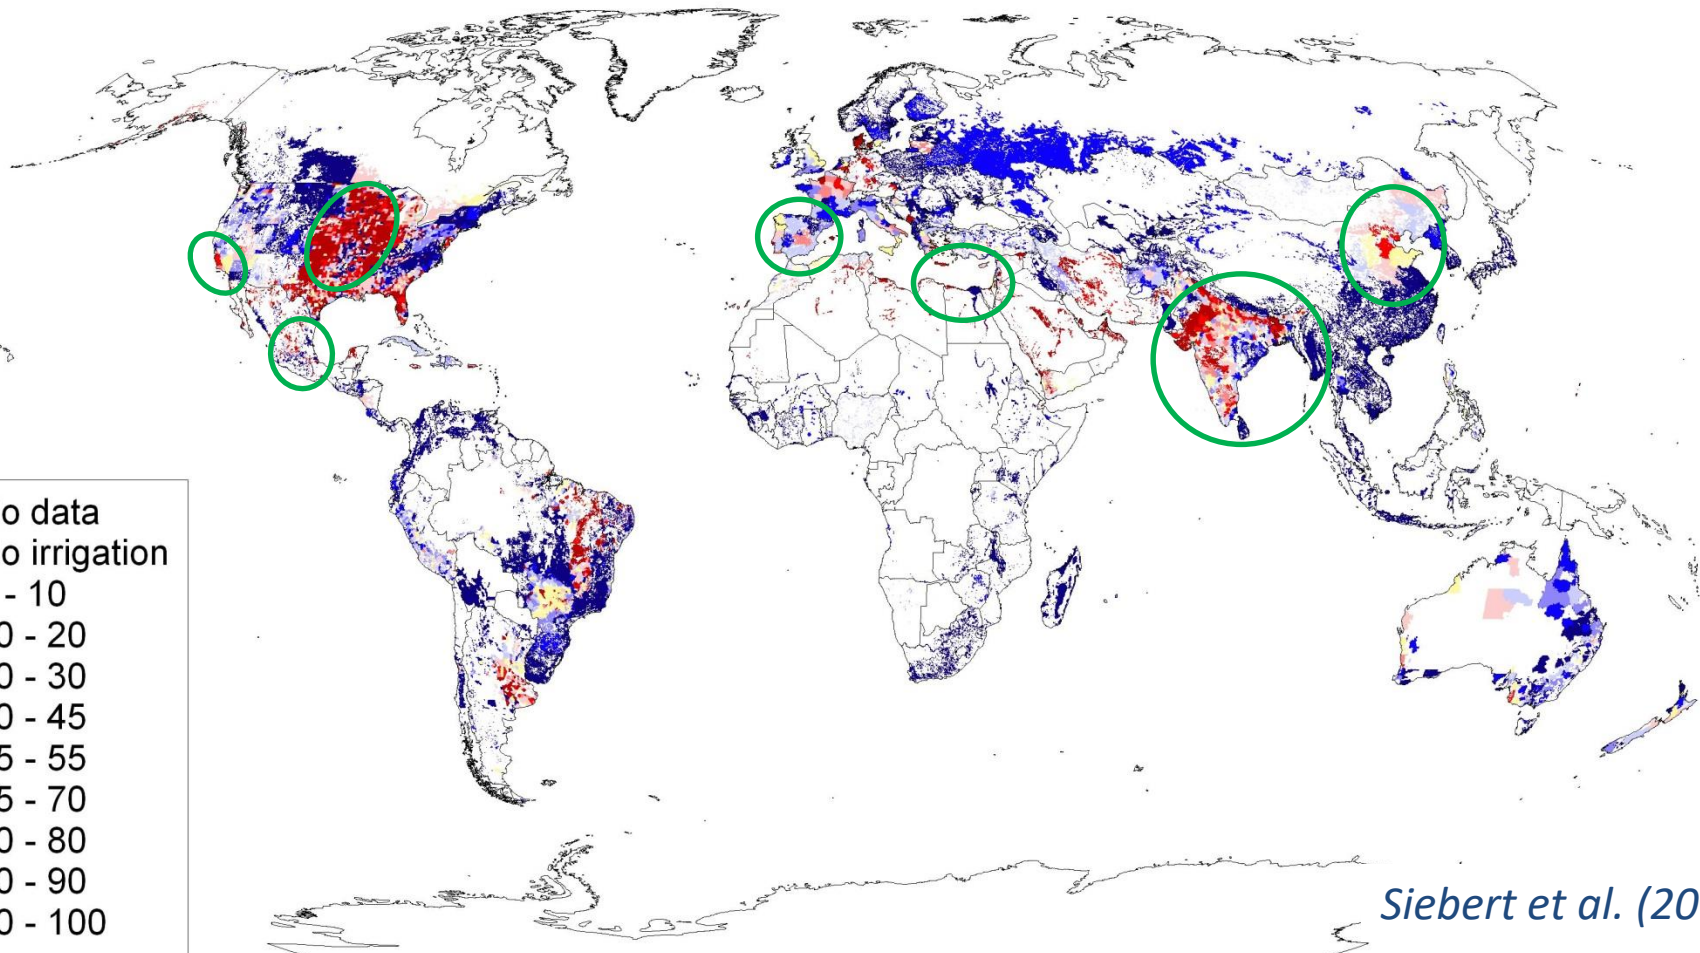 o data
o irrigation
- 10
0 - 20
0 - 30
0 - 45
5 - 55
5 - 70
0 - 80
0 - 90
0 - 100
Siebert et al. (20